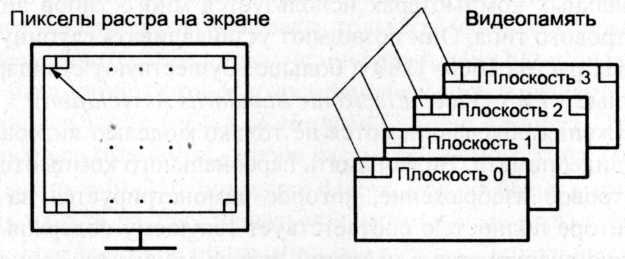 Пикселы растра на экране
Видеопамять
Плоскость 3
Плоскость 2
Плоскость 1
Плоскость 0